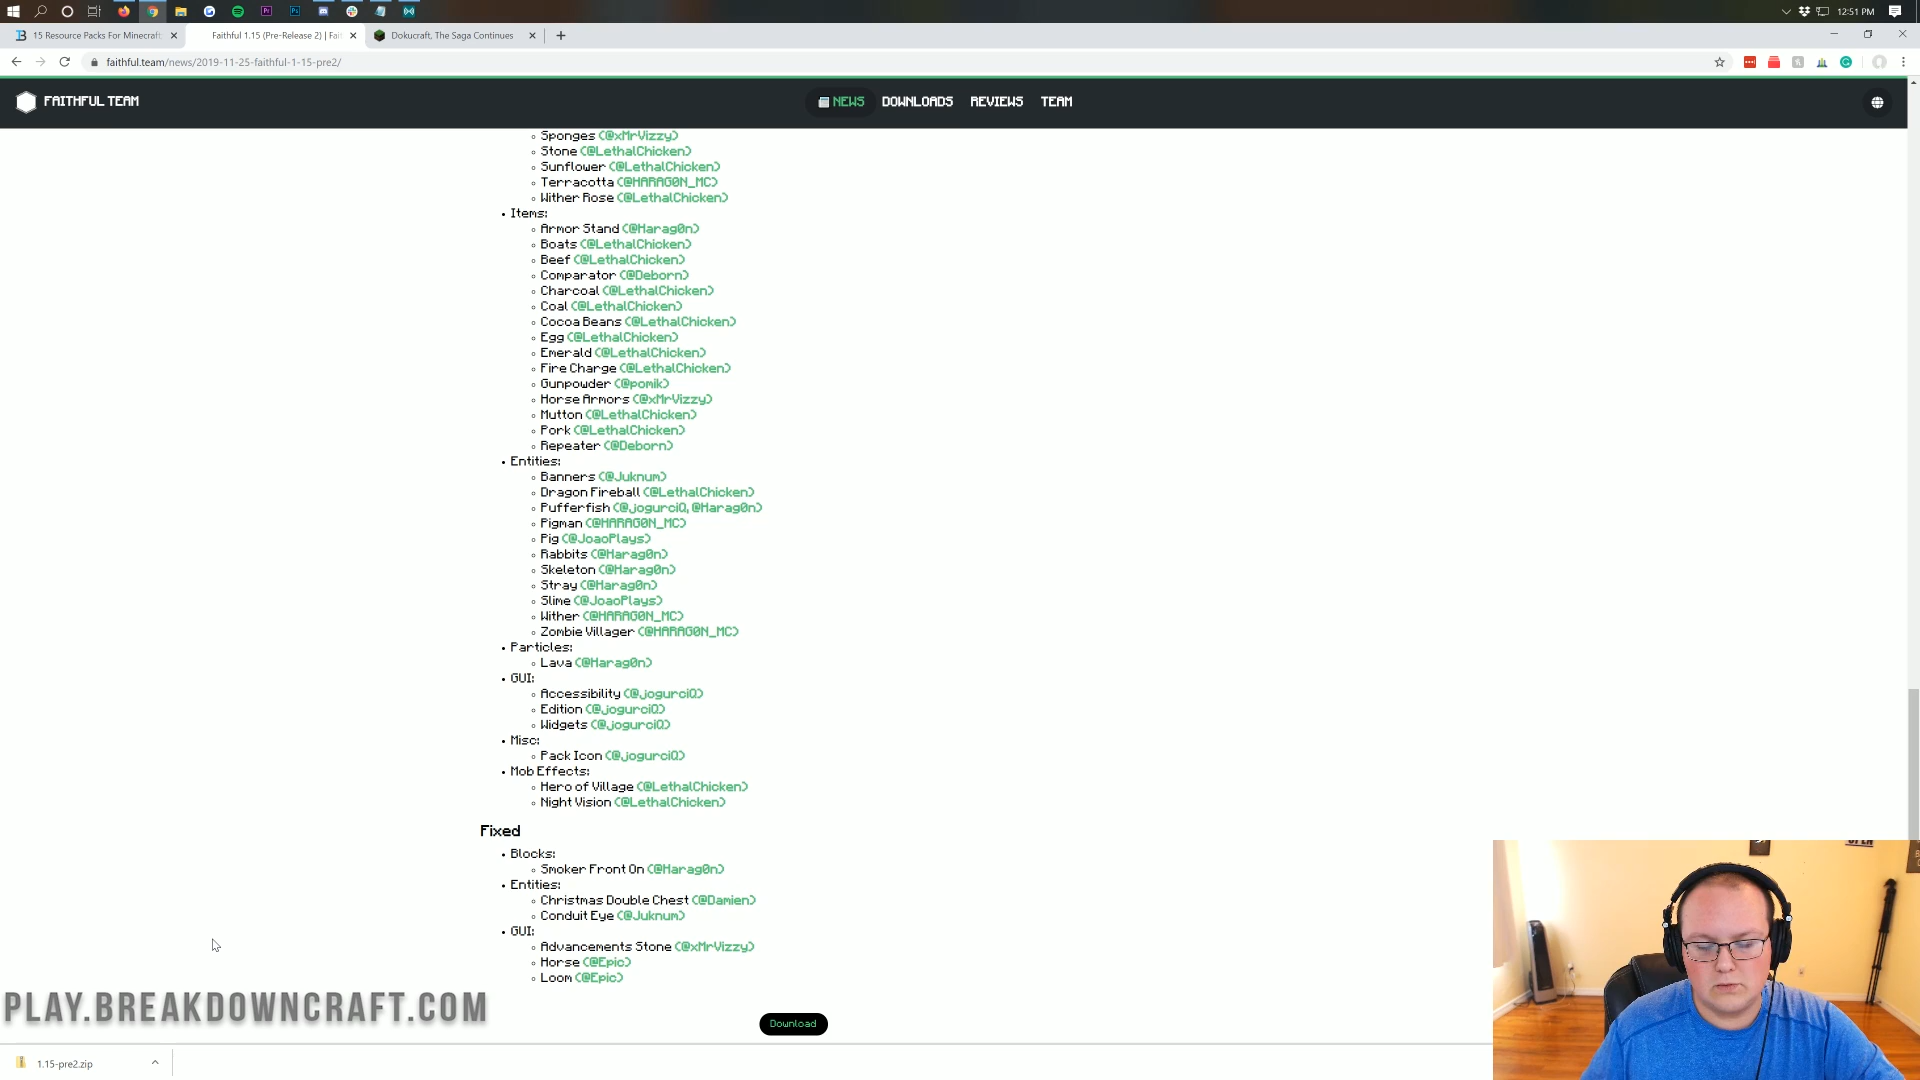 12:51 PM
15 Resource Packs For Minecraft
Faithful 1.15 (Pre-Release 2) | Fai
Dokucraft, The Saga Continues
faithful.team/news/2019-11-25-faithful-1-15-pre2/
FAITHFUL TEAM
NEWS
DOWNLOADS
REVIEWS
TEAM
Sponges (@xMrVizzy)
Stone (@LethalChicken)
Sunflower (@LethalChicken)
Terracotta (@HARAG0N_MC)
Wither Rose (@LethalChicken)
Items:
Armor Stand (@Harag0n)
Boats (@LethalChicken)
Beef (@LethalChicken)
Comparator (@Deborn)
Charcoal (@LethalChicken)
Coal (@LethalChicken)
Cocoa Beans (@LethalChicken)
Egg (@LethalChicken)
Emerald (@LethalChicken)
Fire Charge (@LethalChicken)
Gunpowder (@pomik)
Horse Armors (@xMrVizzy)
Mutton (@LethalChicken)
Pork (@LethalChicken)
Repeater (@Deborn)
Entities:
Banners (@Juknum)
Dragon Fireball (@LethalChicken)
Pufferfish (@jogurciQ, @Harag0n)
Pigman (@HARAG0N_MC)
Pig (@JoaoPlays)
Rabbits (@Harag0n)
Skeleton (@Harag0n)
Stray (@Harag0n)
Slime (@JoaoPlays)
Wither (@HARAG0N_MC)
Zombie Villager (@HARAG0N_MC)
Particles:
Lava (@Harag0n)
GUI:
Accessibility (@jogurciQ)
Edition (@jogurciQ)
Widgets (@jogurciQ)
Misc:
Pack Icon (@jogurciQ)
Mob Effects:
Hero of Village (@LethalChicken)
Night Vision (@LethalChicken)
Fixed
Blocks:
Smoker Front On (@Harag0n)
Entities:
Christmas Double Chest (@Damien)
Conduit Eye (@Juknum)
GUI:
Advancements Stone (@xMrVizzy)
Horse (@Epic)
Loom (@Epic)
Download
PLAY.BREAKDOWNCRAFT.COM
1.15-pre2.zip